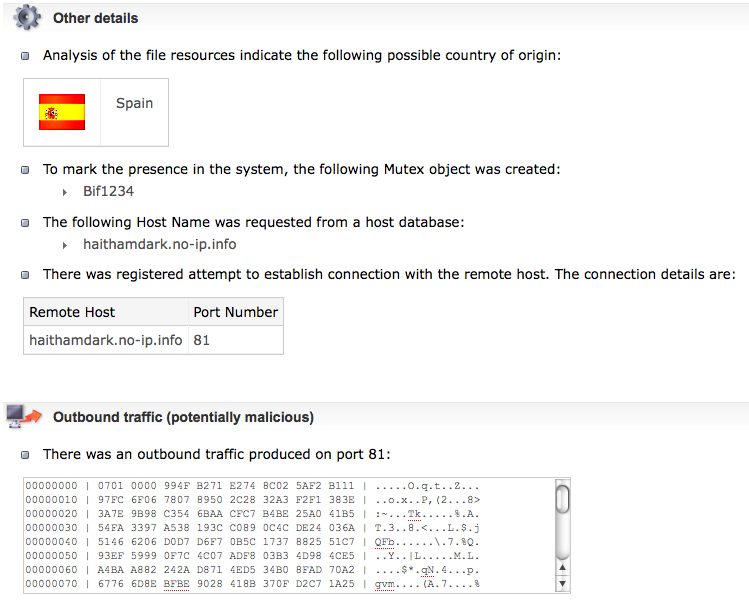 Other details
Analysis of the file resources indicate the following possible country of origin:
Spain
To mark the presence in the system, the following Mutex object was created:
Bif1234
The following Host Name was requested from a host database:
haithamdark.no-ip.info
There was registered attempt to establish connection with the remote host. The connection details are:
Remote Host Port Number
haithamdark.no-ip.info 81
Outbound traffic (potentially malicious)
There was an outbound traffic produced on port 81:
00000000 | 0701 0000 994F B271 E274 8C02 5AF2 B111 | .....O.q.t..Z...
00000010 | 97FC 6F06 7807 8950 2C28 32A3 F2F1 383E | ..o.x..P,(2...8>
00000020 | 3A7E 9B98 C354 6BAA CFC7 B4BE 25A0 41B5 | :~...Tk.....%.A.
00000030 | 54FA 3397 A538 193C CC89 0C4C DE24 036A | T.3..8.<...L.$.j
00000040 | 5146 6206 D0D7 D6F7 0B5C 1737 8825 51C7 | QFb......\.7.%Q.
00000050 | 93EF 5999 0F7C 4C07 ADF8 03B3 4D98 4CE5 | ..Y..|L.....M.L.
00000060 | A4BA A882 242A D871 4ED5 34B0 8FAD 70A2 | ....$*.qN.4...p.
00000070 | 6776 6D8E BFBE 9028 418B 370F D2C7 1A25 | gvm....(A.7....%